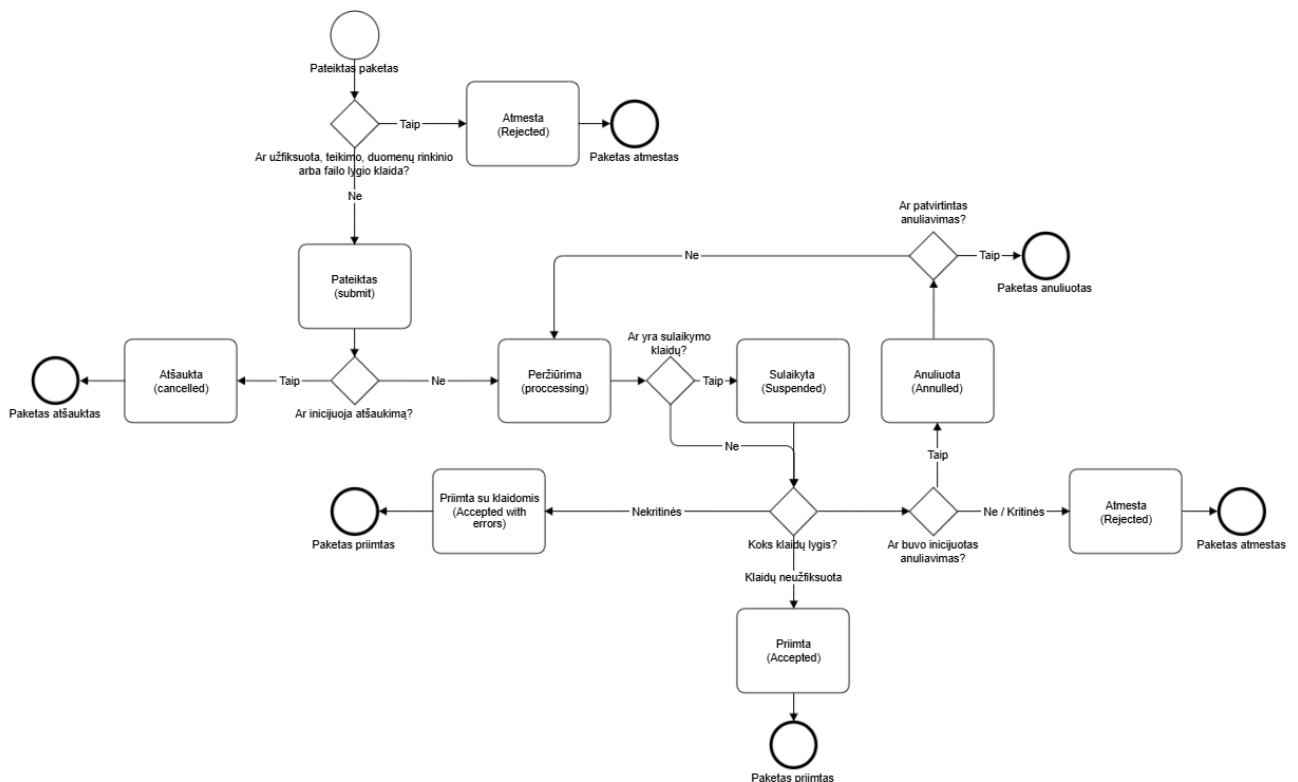 Pateiktas paketas
Taip
Atmesta
(Rejected)
Paketas atmestas
Ar užfiksuota, teikimo, duomenų rinkinio
arba failo lygio klaida?
Ne
Ar patvirtintas
anuliavimas?
Ne
Taip
Paketas anuliuotas
Pateiktas
(submit)
Ar yra sulaikymo
klaidų?
Atšaukta
(cancelled)
Taip
Ne
Peržiūrima
(proccessing)
Taip
Sulaikyta
(Suspended)
Anuliuota
(Annulled)
Paketas atšauktas
Ar inicijuoja atšaukimą?
Ne
Taip
Priimta su klaidomis
(Accepted with
errors)
Nekritinės
Ne / Kritinės
Atmesta
(Rejected)
Paketas priimtas
Koks klaidų lygis?
Ar buvo inicijuotas
anuliavimas?
Paketas atmestas
Klaidų neužfiksuota
Priimta
(Accepted)
Paketas priimtas